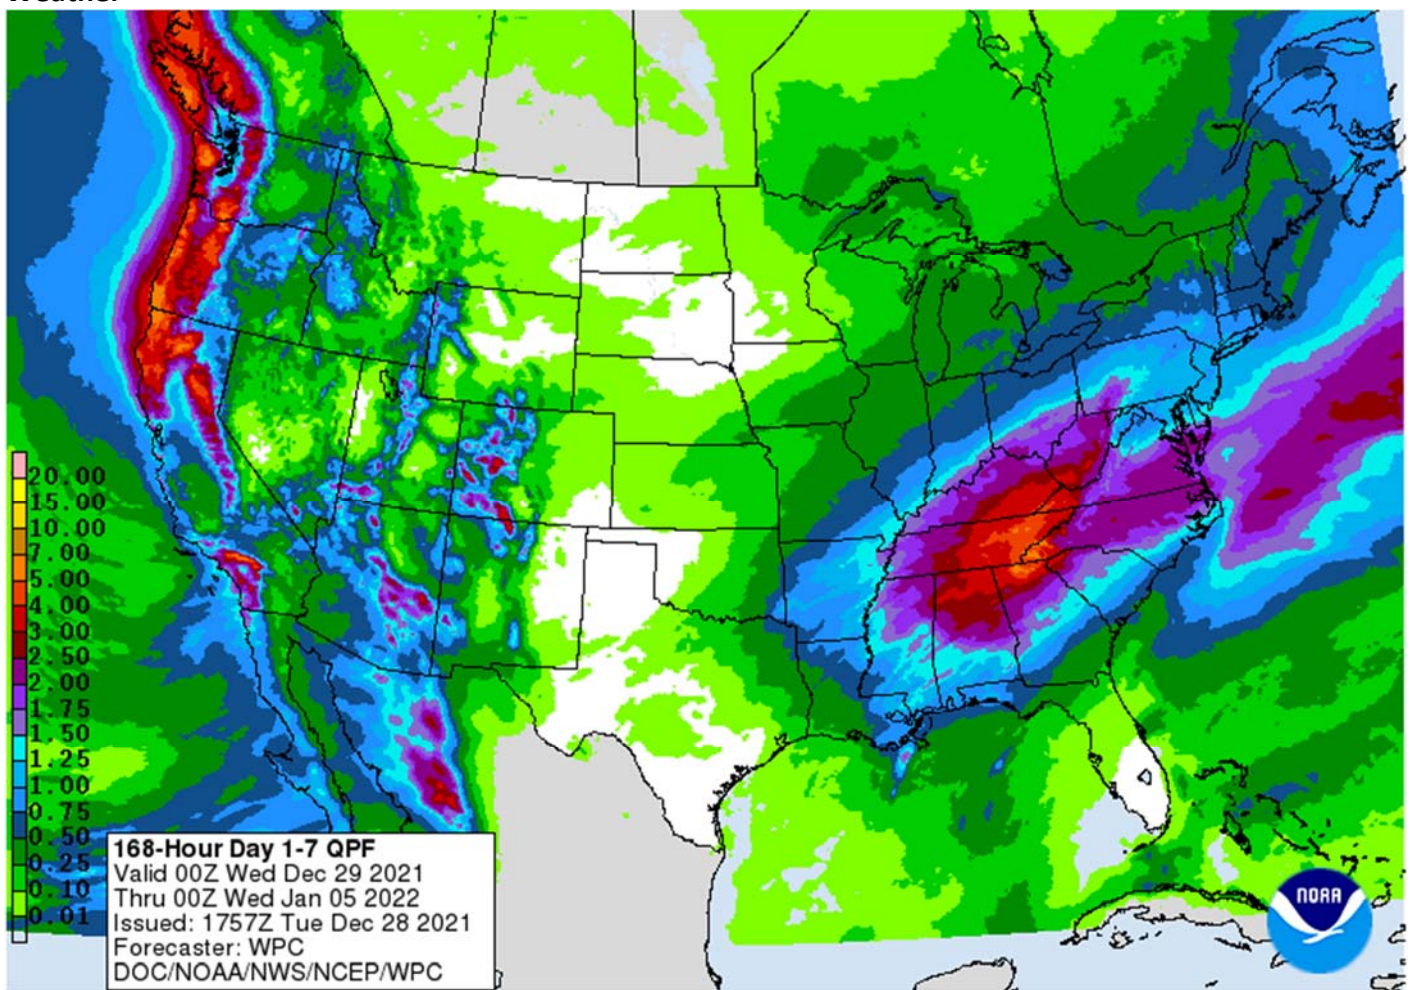 Weather
20.00
15.00
10.00
7.00
5.00
4.00
3.00
2.50
2.00
1.75
1.50
1.25
1.00
0.75
0.50
0.25
0.10
0.01
168-Hour Day 1-7 QPF
Valid 00Z Wed Dec 29 2021
Thru 00Z Wed Jan 05 2022
Issued: 1757Z Tue Dec 28 2021
Forecaster: WPC
DOC/NOAA/NWS/NCEP/WPC
NOAA